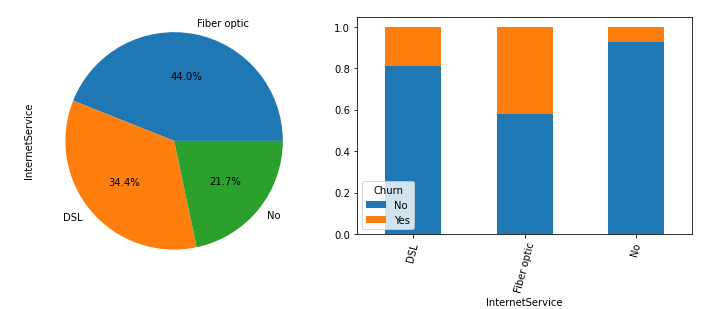 Fiber optic
44.0%
InternetService
34.4%
21.7%
DSL
No
1.0
0.8
0.6
0.4
0.2
0.0
Churn
No
Yes
DSL
Fiber optic
No
InternetService